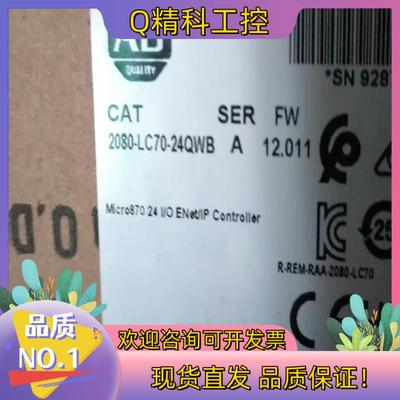 Q精科工控
AB
QUALITY
*SN 928
CAT SER FW
2080-LC70-24QWB A 12.011
Micro870 24 I/O ENet/IP Controller
25
R-REM-RAA-2080-LC70
品质
NO.1
欢迎咨询可开发票
现货直发 品质保证!